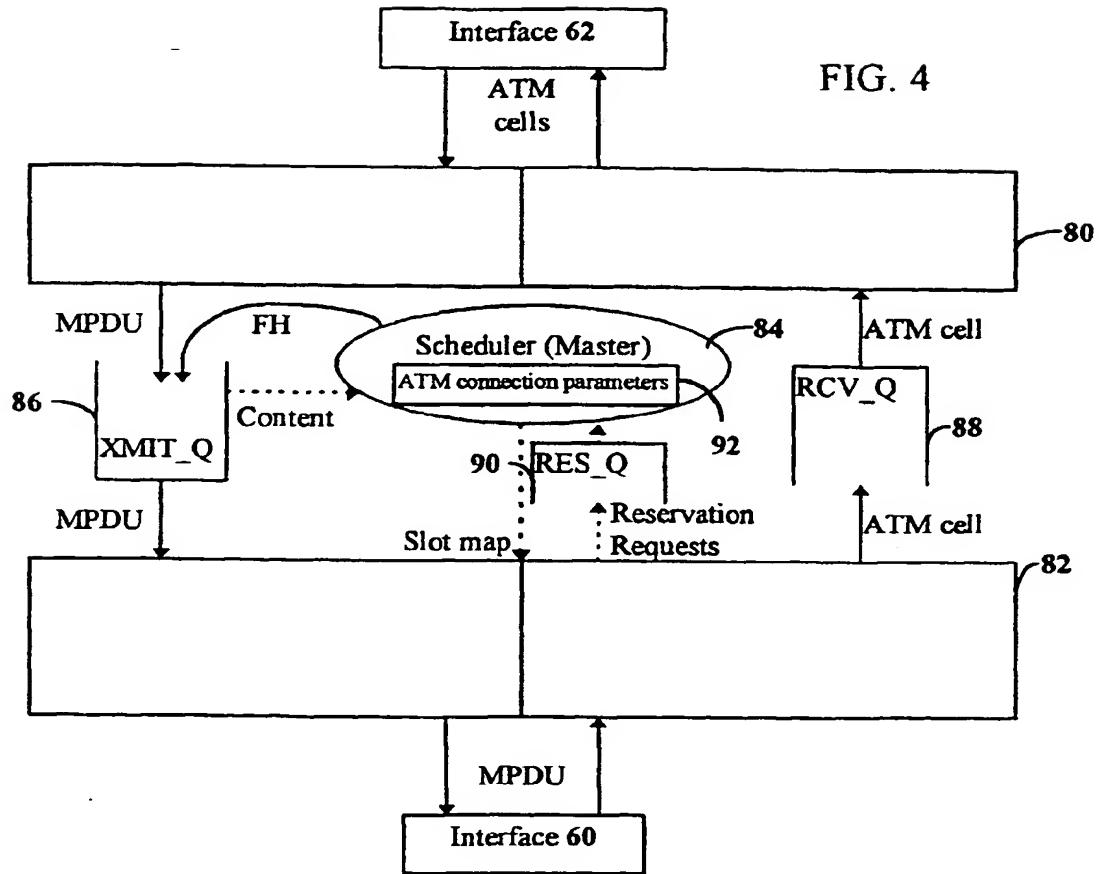 Interface 62
FIG. 4
ATM
cells
80
MPDU
FH
Scheduler (Master)
84
ATM cell
ATM connection parameters
86
Content
RCV_Q
XMIT_Q
92
88
90
RES_Q
MPDU
Slot map
Reservation
Requests
ATM cell
82
MPDU
Interface 60